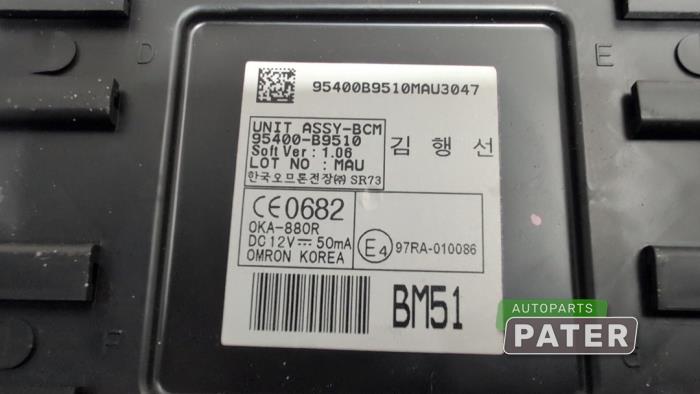 D
E
95400B9510MAU3047
UNIT ASSY-BCM
95400-B9510
Soft Ver : 1.06
LOT NO : MAU
한국오므론전장㈜ SR73
김 행 선
CE0682
OKA-880R
DC12V⎓50mA
OMRON KOREA
E4 97RA-010086
BM51
F
AUTOPARTS
PATER